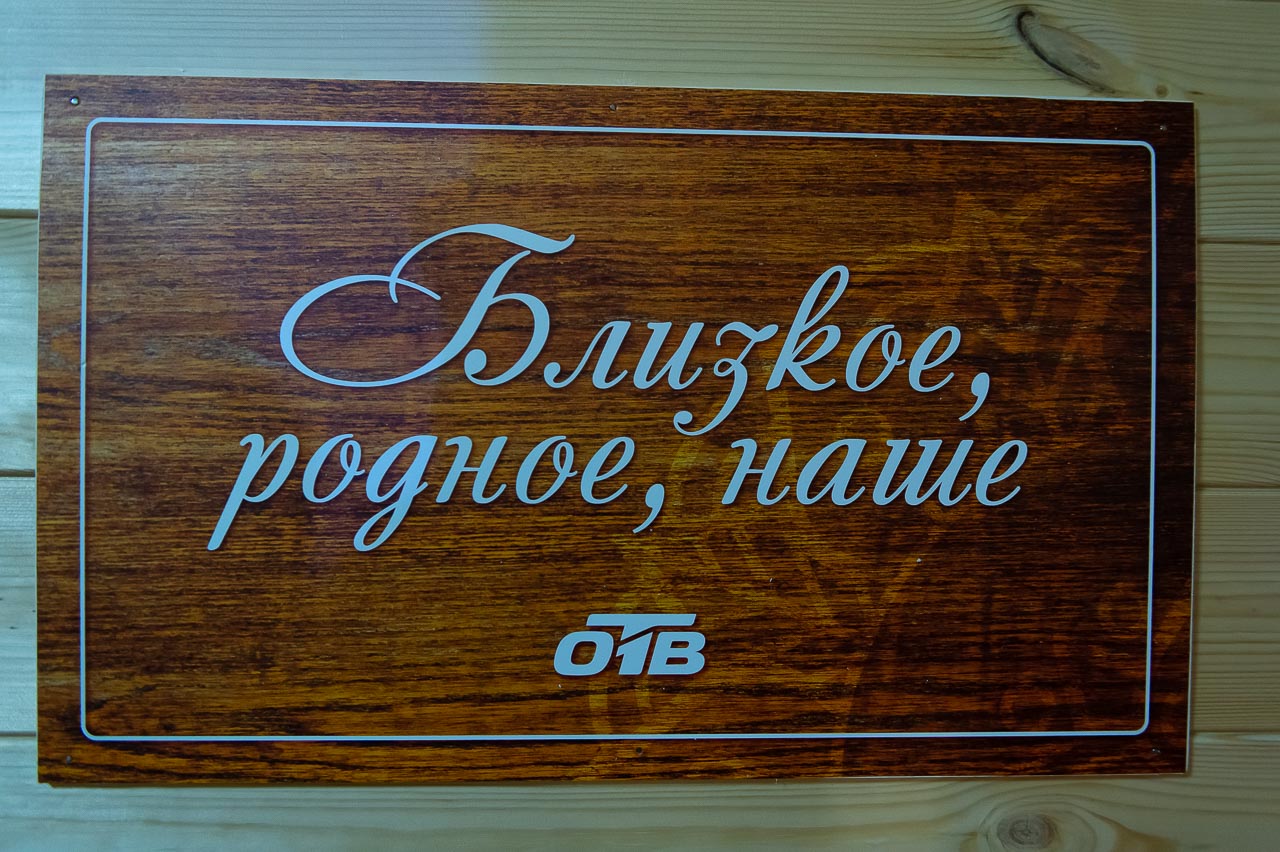 Близкое,
родное, наше
ОТВ